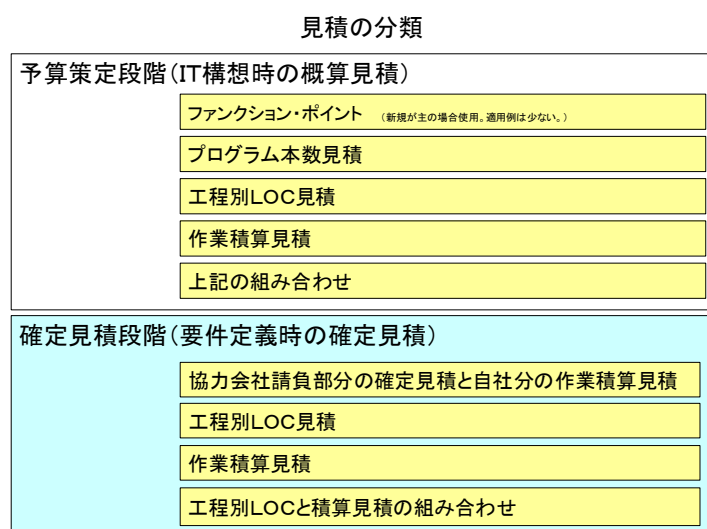 見積の分類
予算策定段階(IT構想時の概算見積)
ファンクション・ポイント (新規が主の場合使用。適用例は少ない。)
プログラム本数見積
工程別LOC見積
作業積算見積
上記の組み合わせ
確定見積段階(要件定義時の確定見積)
協力会社請負部分の確定見積と自社分の作業積算見積
工程別LOC見積
作業積算見積
工程別LOCと積算見積の組み合わせ